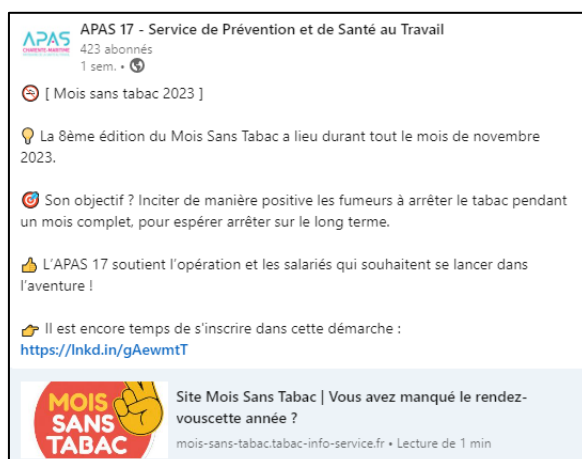 APAS
CHARENTE-MARITIME
APAS 17 - Service de Prévention et de Santé au Travail
423 abonnés
1 sem. •
[ Mois sans tabac 2023 ]
La 8ème édition du Mois Sans Tabac a lieu durant tout le mois de novembre
2023.
Son objectif ? Inciter de manière positive les fumeurs à arrêter le tabac pendant
un mois complet, pour espérer arrêter sur le long terme.
L'APAS 17 soutient l'opération et les salariés qui souhaitent se lancer dans
l'aventure !
Il est encore temps de s'inscrire dans cette démarche :
https://lnkd.in/gAewmtT
MOIS
SANS
TABAC
Site Mois Sans Tabac | Vous avez manqué le rendez-
vouscette année ?
mois-sans-tabac.tabac-info-service.fr • Lecture de 1 min